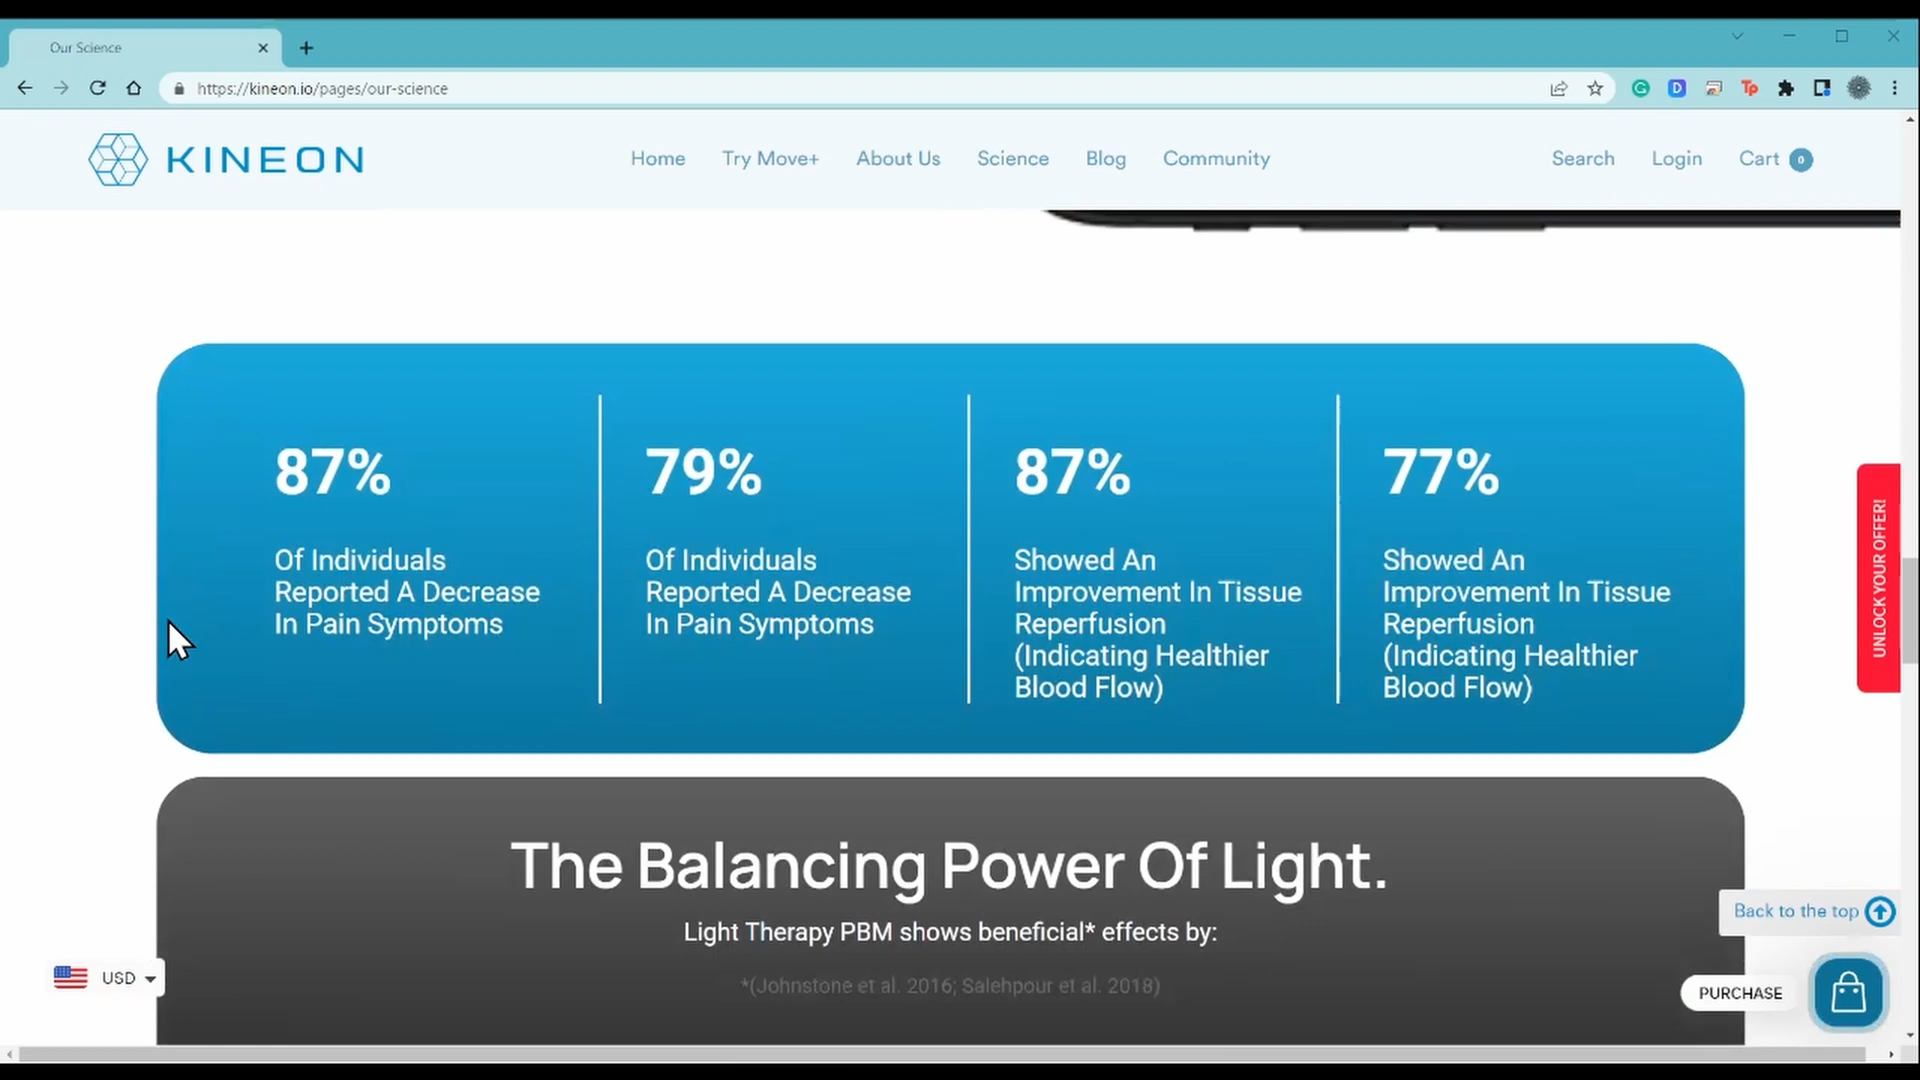 Our Science
https://kineon.io/pages/our-science
KINEON
Home
Try Move+
About Us
Science
Blog
Community
Search
Login
Cart 0
87%
Of Individuals
Reported A Decrease
In Pain Symptoms
79%
Of Individuals
Reported A Decrease
In Pain Symptoms
87%
Showed An
Improvement In Tissue
Reperfusion
(Indicating Healthier
Blood Flow)
77%
Showed An
Improvement In Tissue
Reperfusion
(Indicating Healthier
Blood Flow)
UNLOCK YOUR OFFER!
The Balancing Power Of Light.
Light Therapy PBM shows beneficial* effects by:
*(Johnstone et al. 2016; Salehpour et al. 2018)
Back to the top
USD
PURCHASE